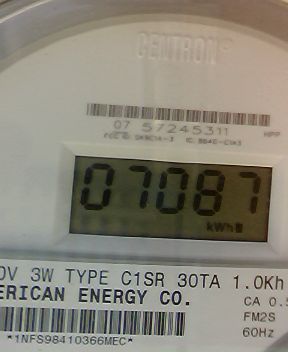 CENTRON®
07 57245311
HPP
07087
kWh
0V 3W TYPE C1SR 30TA 1.0Kh
ERICAN ENERGY CO.
CA 0.5
FM2S
60Hz
*1NFS98410366MEC*